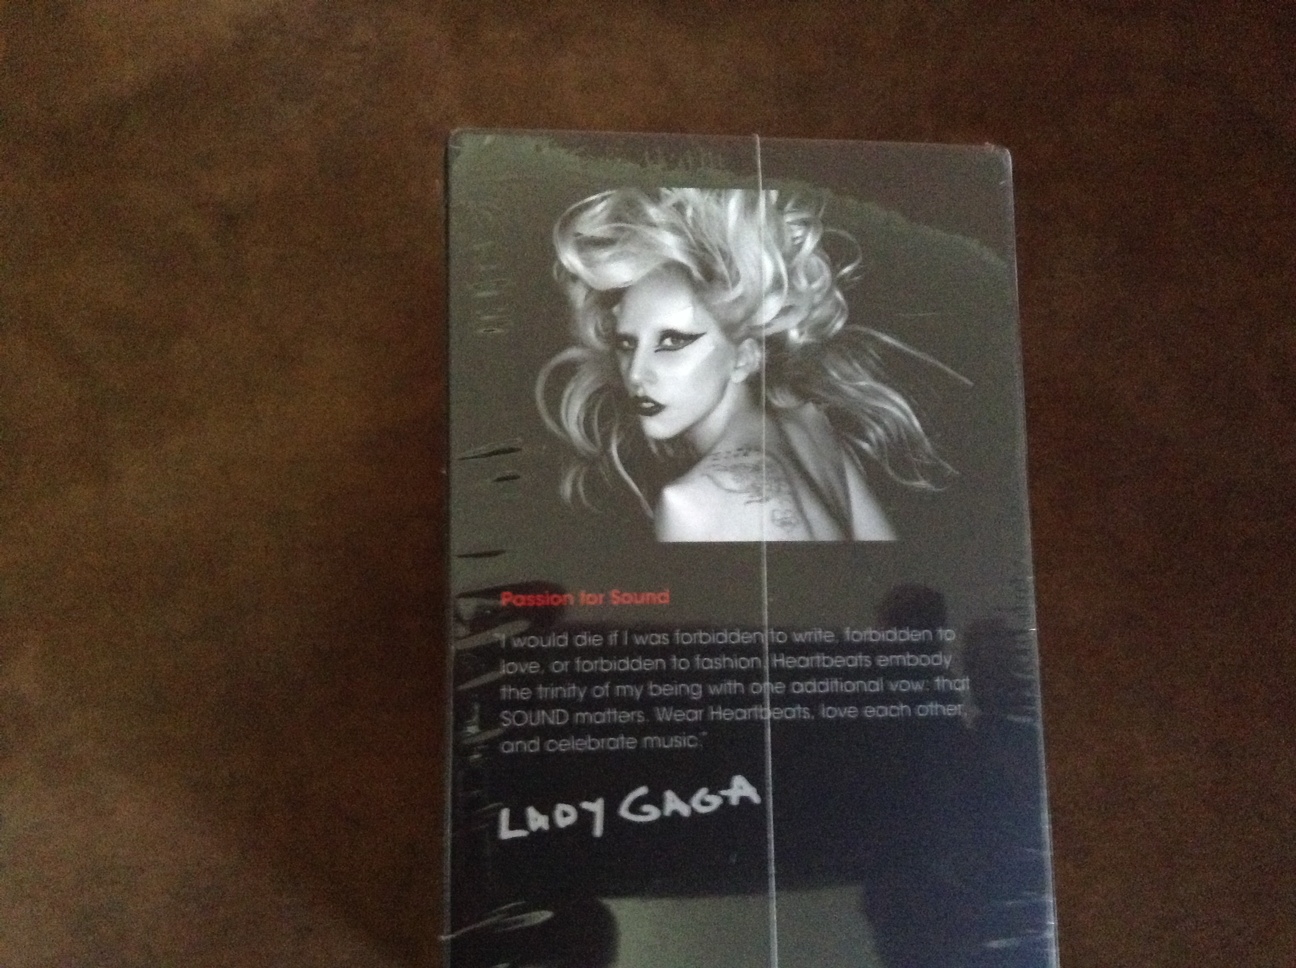 Passion for Sound
"I would die if I was forbidden to write, forbidden to
love, or forbidden to fashion. Heartbeats embody
the trinity of my being with one additional vow: that
SOUND matters. Wear Heartbeats, love each other,
and celebrate music."
LADY GAGA